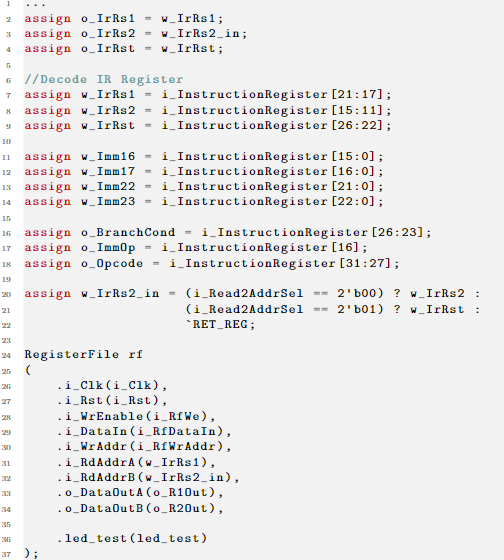 1 ...
2 assign o_IrRs1 = w_IrRs1;
3 assign o_IrRs2 = w_IrRs2_in;
4 assign o_IrRst = w_IrRst;
5
6 //Decode IR Register
7 assign w_IrRs1 = i_InstructionRegister[21:17];
8 assign w_IrRs2 = i_InstructionRegister[15:11];
9 assign w_IrRst = i_InstructionRegister[26:22];
10
11 assign w_Imm16 = i_InstructionRegister[15:0];
12 assign w_Imm17 = i_InstructionRegister[16:0];
13 assign w_Imm22 = i_InstructionRegister[21:0];
14 assign w_Imm23 = i_InstructionRegister[22:0];
15
16 assign o_BranchCond = i_InstructionRegister[26:23];
17 assign o_ImmOp = i_InstructionRegister[16];
18 assign o_Opcode = i_InstructionRegister[31:27];
19
20 assign w_IrRs2_in = (i_Read2AddrSel == 2'b00) ? w_IrRs2 :
21 (i_Read2AddrSel == 2'b01) ? w_IrRst :
22 `RET_REG;
23
24 RegisterFile rf
25 (
26 .i_Clk(i_Clk),
27 .i_Rst(i_Rst),
28 .i_WrEnable(i_RfWe),
29 .i_DataIn(i_RfDataIn),
30 .i_WrAddr(i_RfWrAddr),
31 .i_RdAddrA(w_IrRs1),
32 .i_RdAddrB(w_IrRs2_in),
33 .o_DataOutA(o_R1Out),
34 .o_DataOutB(o_R2Out),
35
36 .led_test(led_test)
37 );